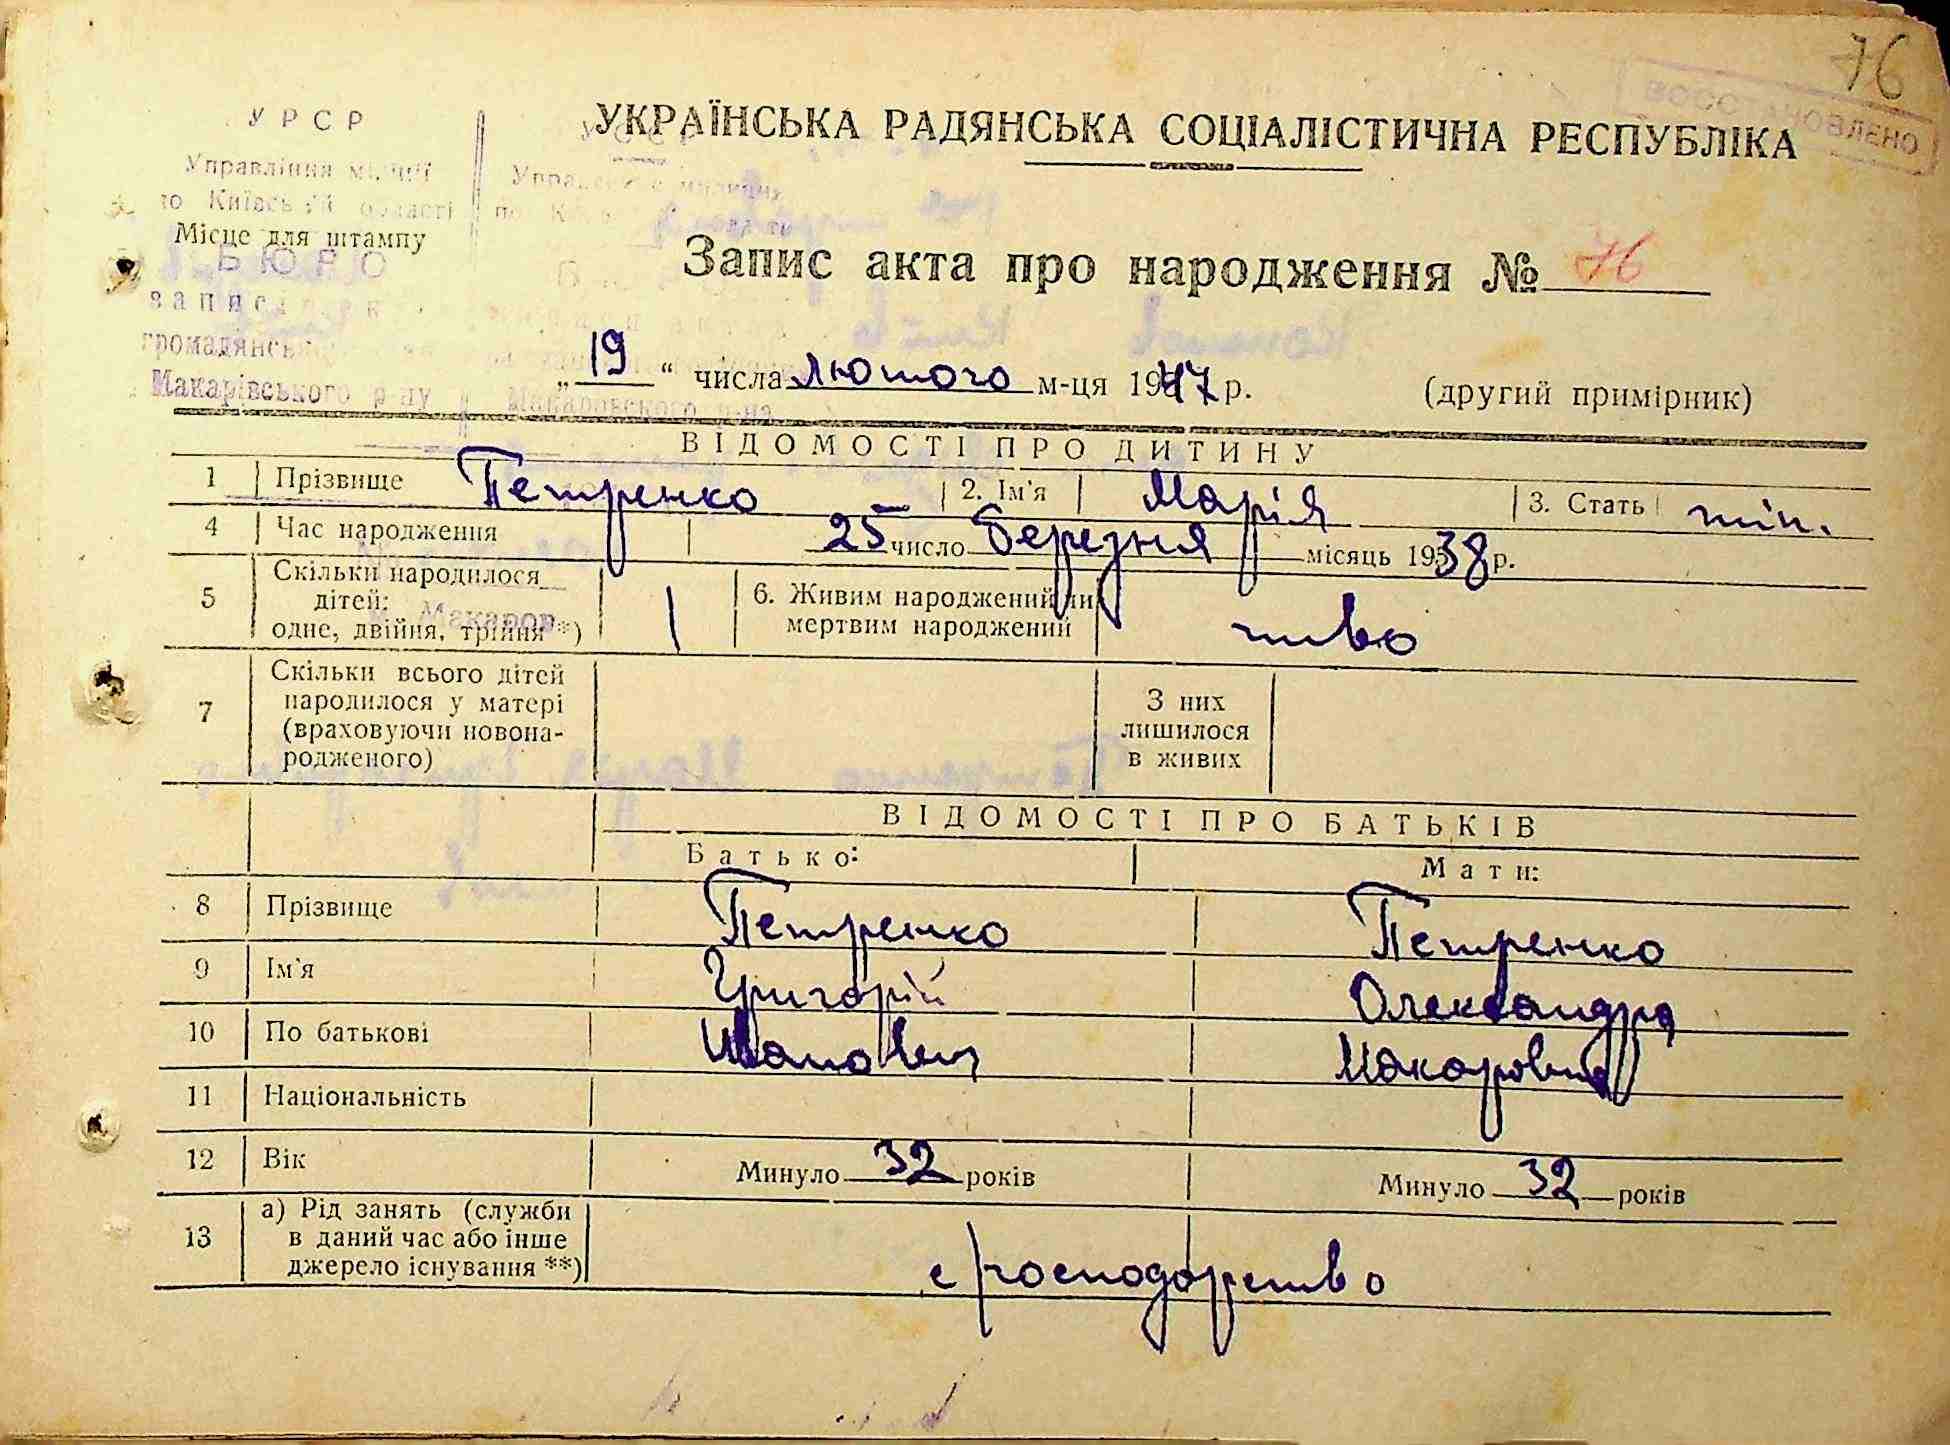 76
ВОССТАНОВЛЕНО
УКРАЇНСЬКА РАДЯНСЬКА СОЦІАЛІСТИЧНА РЕСПУБЛІКА
УРСР
Управління міліції
по Київській області
Місце для штампу
БЮРО
запису актів
громадянського
Макарівського р-ну
Запис акта про народження № 76
„19“ числа лютого м-ця 1947 р. (другий примірник)
ВІДОМОСТІ ПРО ДИТИНУ
1 Прізвище Петренко 2. Ім'я Марія 3. Стать жін.
4 Час народження 25 число березня місяць 1938 р.
5 Скільки народилося
дітей:
одне, двійня, трійня *) 1
6. Живим народжений чи
мертвим народжений живо
7 Скільки всього дітей
народилося у матері
(враховуючи новона-
родженого)
З них
лишилося
в живих
ВІДОМОСТІ ПРО БАТЬКІВ
Батько: Мати:
8 Прізвище Петренко Петренко
9 Ім'я Григорій Олександра
10 По батькові Іванович Макаровна
11 Національність
12 Вік Минуло 32 років Минуло 32 років
13 а) Рід занять (служби
в даний час або інше
джерело існування **)
с/господарство